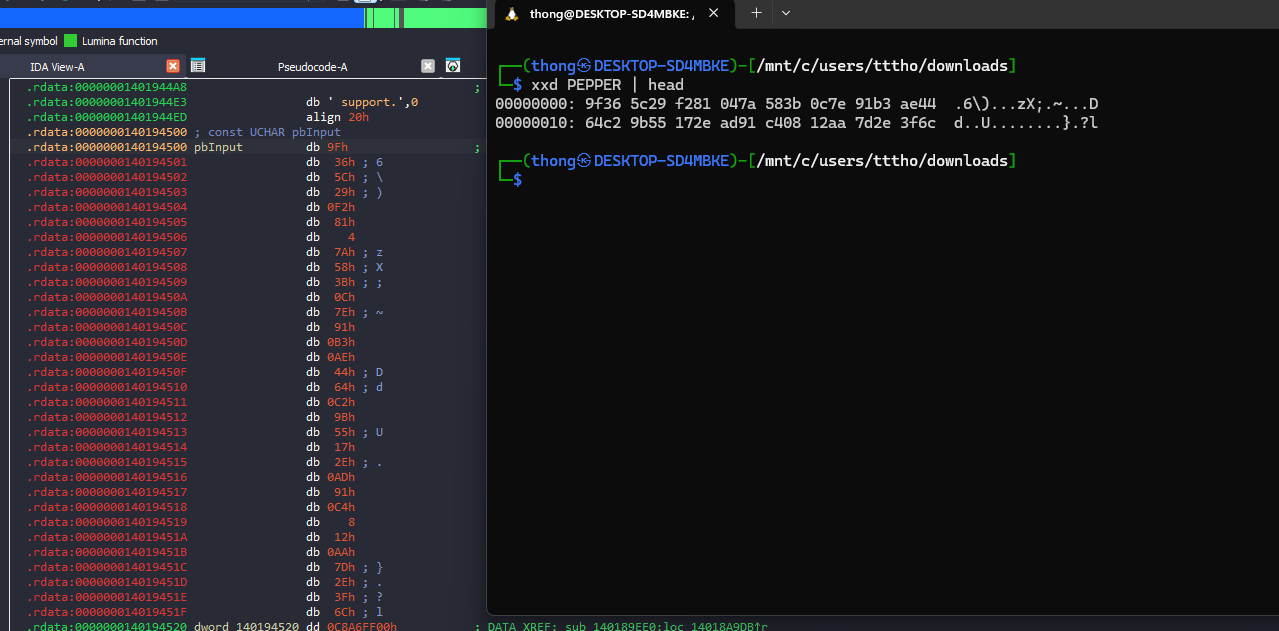 ernal symbol Lumina function
IDA View-A Pseudocode-A
.rdata:00000001401944A8 ;
.rdata:00000001401944E3 db ' support.',0
.rdata:00000001401944ED align 20h
.rdata:0000000140194500 ; const UCHAR pbInput
.rdata:0000000140194500 pbInput db 9Fh ;
.rdata:0000000140194501 db 36h ; 6
.rdata:0000000140194502 db 5Ch ; \
.rdata:0000000140194503 db 29h ; )
.rdata:0000000140194504 db 0F2h
.rdata:0000000140194505 db 81h
.rdata:0000000140194506 db 4
.rdata:0000000140194507 db 7Ah ; z
.rdata:0000000140194508 db 58h ; X
.rdata:0000000140194509 db 3Bh ; ;
.rdata:000000014019450A db 0Ch
.rdata:000000014019450B db 7Eh ; ~
.rdata:000000014019450C db 91h
.rdata:000000014019450D db 0B3h
.rdata:000000014019450E db 0AEh
.rdata:000000014019450F db 44h ; D
.rdata:0000000140194510 db 64h ; d
.rdata:0000000140194511 db 0C2h
.rdata:0000000140194512 db 9Bh
.rdata:0000000140194513 db 55h ; U
.rdata:0000000140194514 db 17h
.rdata:0000000140194515 db 2Eh ; .
.rdata:0000000140194516 db 0ADh
.rdata:0000000140194517 db 91h
.rdata:0000000140194518 db 0C4h
.rdata:0000000140194519 db 8
.rdata:000000014019451A db 12h
.rdata:000000014019451B db 0AAh
.rdata:000000014019451C db 7Dh ; }
.rdata:000000014019451D db 2Eh ; .
.rdata:000000014019451E db 3Fh ; ?
.rdata:000000014019451F db 6Ch ; l
.rdata:0000000140194520 dword_140194520 dd 0C8A6FF00h ; DATA XREF: sub_140189EE0:loc_14018A9DB↑r
thong@DESKTOP-SD4MBKE: /
┌──(thong㉿DESKTOP-SD4MBKE)-[/mnt/c/users/tttho/downloads]
└─$ xxd PEPPER | head
00000000: 9f36 5c29 f281 047a 583b 0c7e 91b3 ae44  .6\)...zX;.~...D
00000010: 64c2 9b55 172e ad91 c408 12aa 7d2e 3f6c  d..U........}.?l
┌──(thong㉿DESKTOP-SD4MBKE)-[/mnt/c/users/tttho/downloads]
└─$